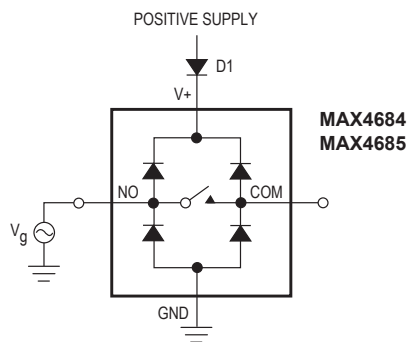 POSITIVE SUPPLY
D1
V+
MAX4684
MAX4685
NO
COM
Vg
GND